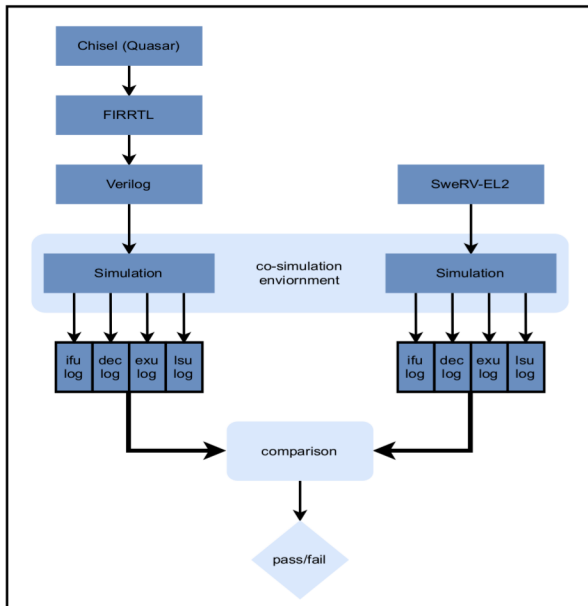 Chisel (Quasar)
FIRRTL
Verilog
SweRV-EL2
Simulation
co-simulation
enviornment
Simulation
ifu
log
dec
log
exu
log
lsu
log
ifu
log
dec
log
exu
log
lsu
log
comparison
pass/fail